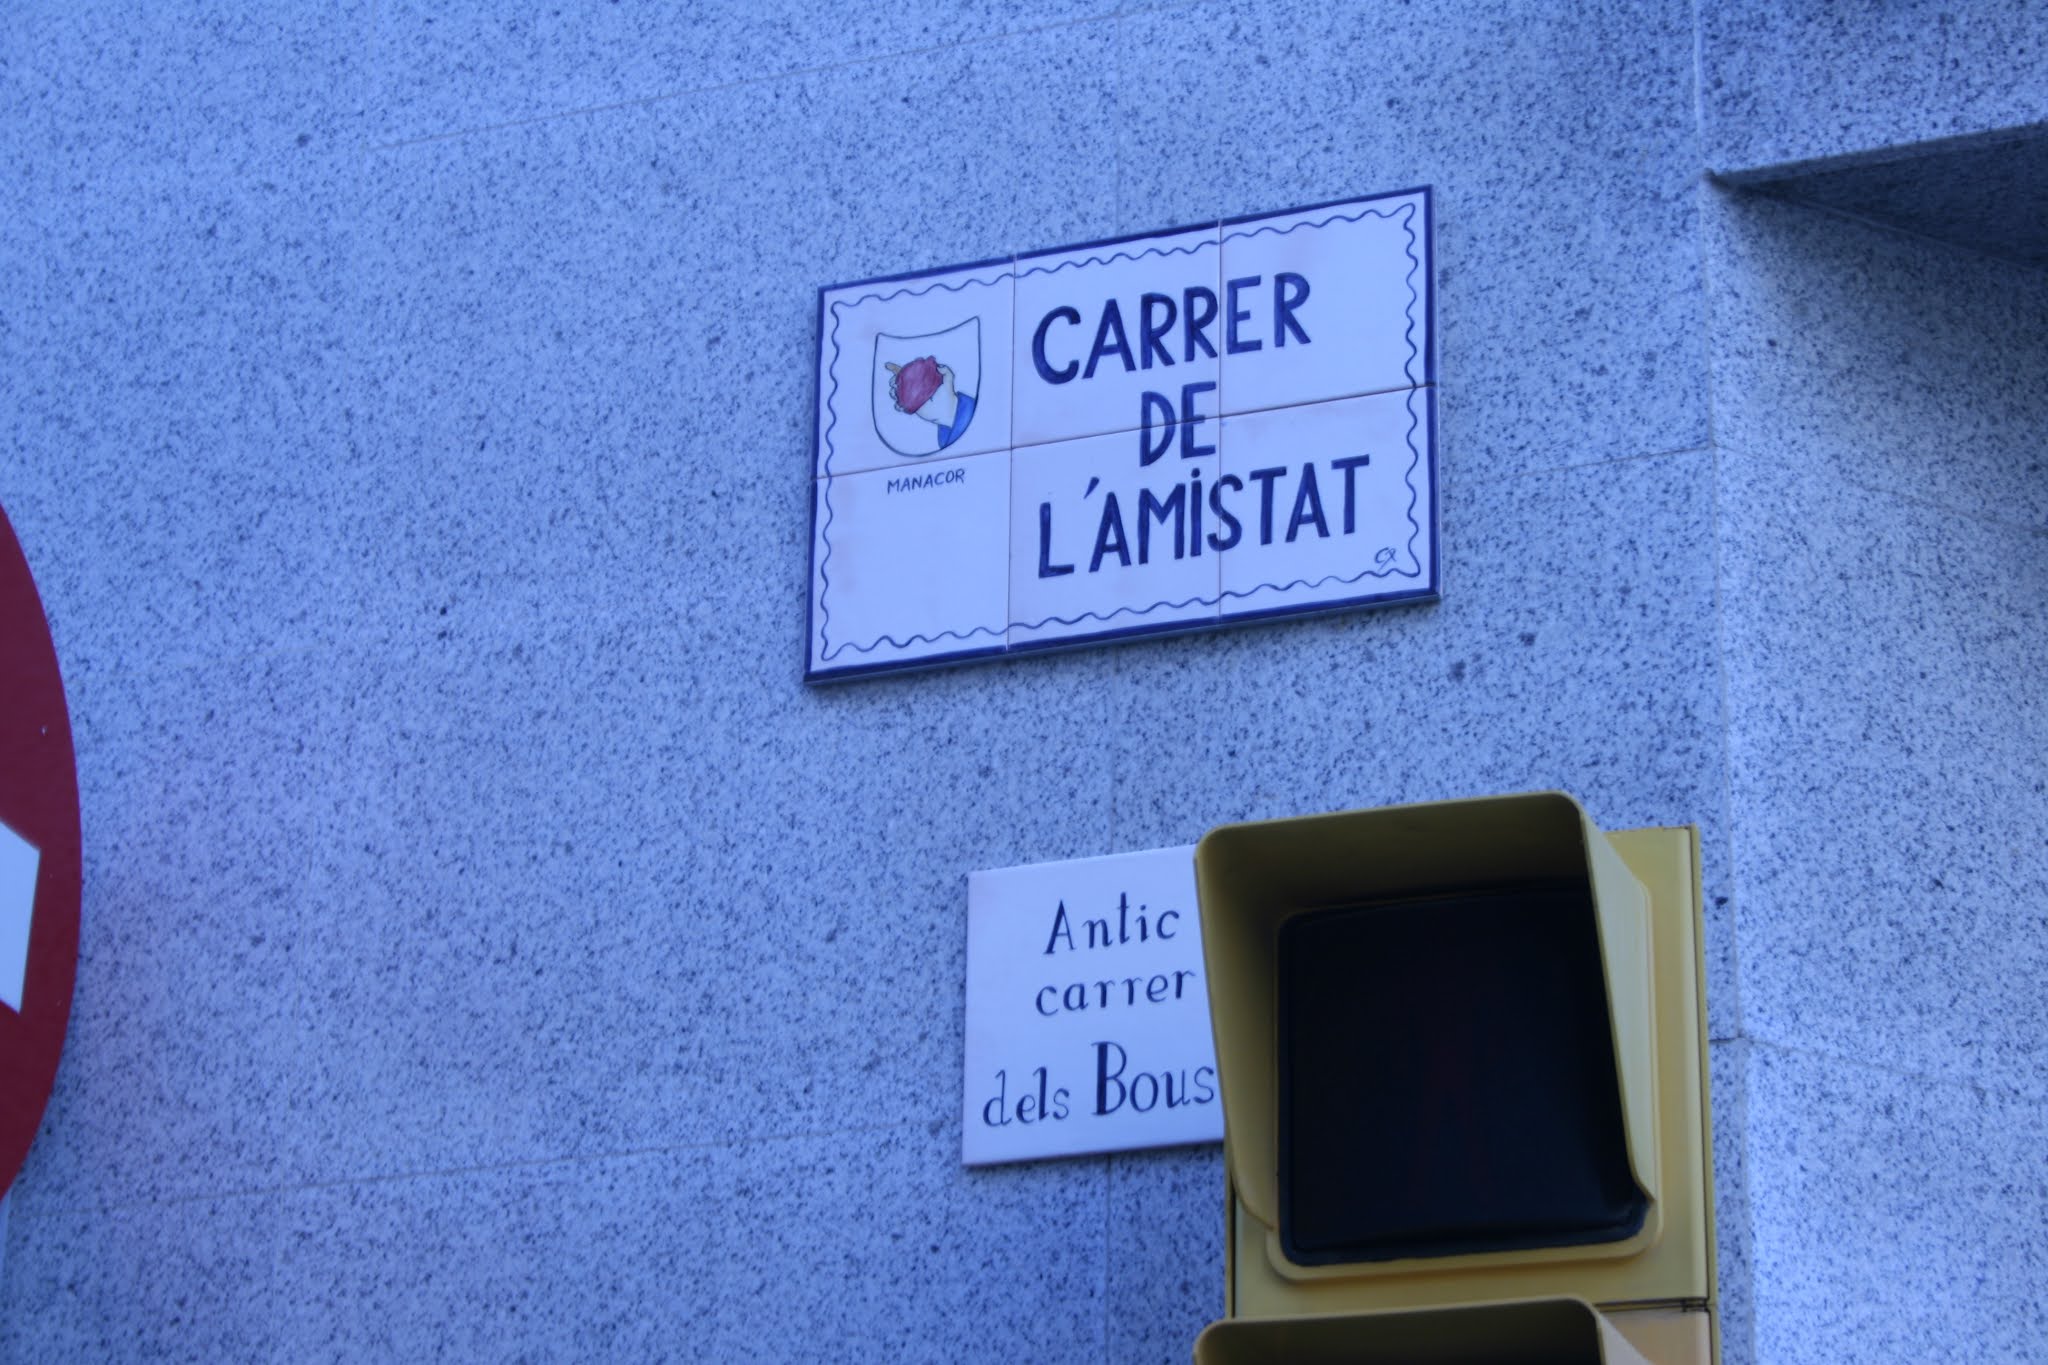 CARRER
DE
L'AMISTAT
MANACOR
Antic
carrer
dels Bous